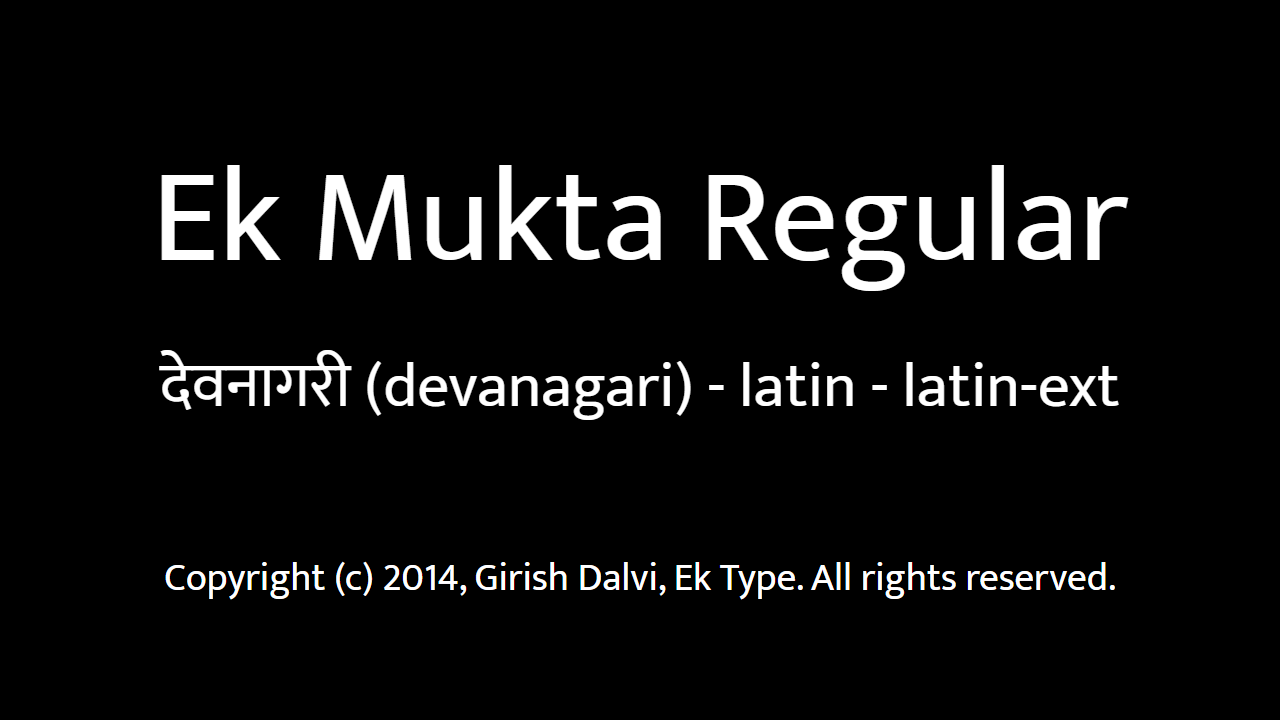 Ek Mukta Regular
देवनागरी (devanagari) - latin - latin-ext
Copyright (c) 2014, Girish Dalvi, Ek Type. All rights reserved.